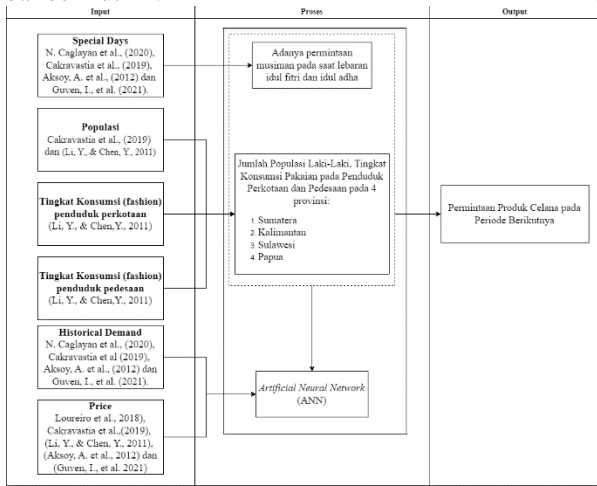 Input
Proses
Output
Special Days
N. Caglayan et al., (2020),
Cakravastia et al., (2019),
Aksoy, A. et al., (2012) dan
Guven, I., et al. (2021).
Adanya permintaan
musiman pada saat lebaran
idul fitri dan idul adha
Populasi
Cakravastia et al., (2019)
dan (Li, Y., & Chen, Y., 2011)
Tingkat Konsumsi (fashion)
penduduk perkotaan
(Li, Y., & Chen,Y., 2011)
Tingkat Konsumsi (fashion)
penduduk pedesaan
(Li, Y., & Chen,Y., 2011)
Jumlah Populasi Laki-Laki, Tingkat
Konsumsi Pakaian pada Penduduk
Perkotaan dan Pedesaan pada 4
provinsi:
1. Sumatera
2. Kalimantan
3. Sulawesi
4. Papua
Permintaan Produk Celana pada
Periode Berikutnya
Historical Demand
N. Caglayan et al., (2020),
Cakravastia et al (2019),
Aksoy, A. et al., (2012) dan
Guven, I., et al. (2021).
Artificial Neural Network
(ANN)
Price
Loureiro et al., 2018),
Cakravastia et al.,(2019),
(Li, Y., & Chen, Y., 2011),
(Aksoy, A. et al., 2012) dan
(Guven, I., et al. 2021)